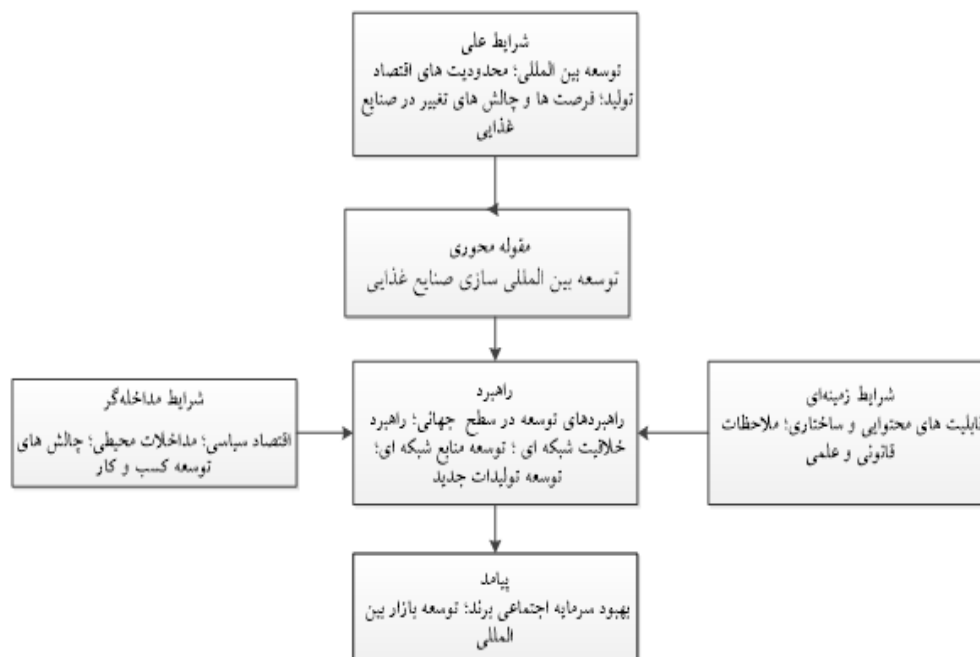 شرایط علی
توسعه بین المللی؛ محدودیت های اقتصاد
تولید؛ فرصت ها و چالش های تغییر در صنایع
غذایی
مقوله محوری
توسعه بین المللی سازی صنایع غذایی
راهبرد
راهبردهای توسعه در سطح جهانی؛ راهبرد
خلاقیت شبکه ای ؛ توسعه منابع شبکه ای؛
توسعه تولیدات جدید
شرایط زمینه‌ای
قابلیت های محتوایی و ساختاری؛ ملاحظات
قانونی و علمی
شرایط مداخله‌گر
اقتصاد سیاسی؛ مداخلات محیطی؛ چالش های
توسعه کسب و کار
پیامد
بهبود سرمایه اجتماعی برند؛ توسعه بازار بین
المللی